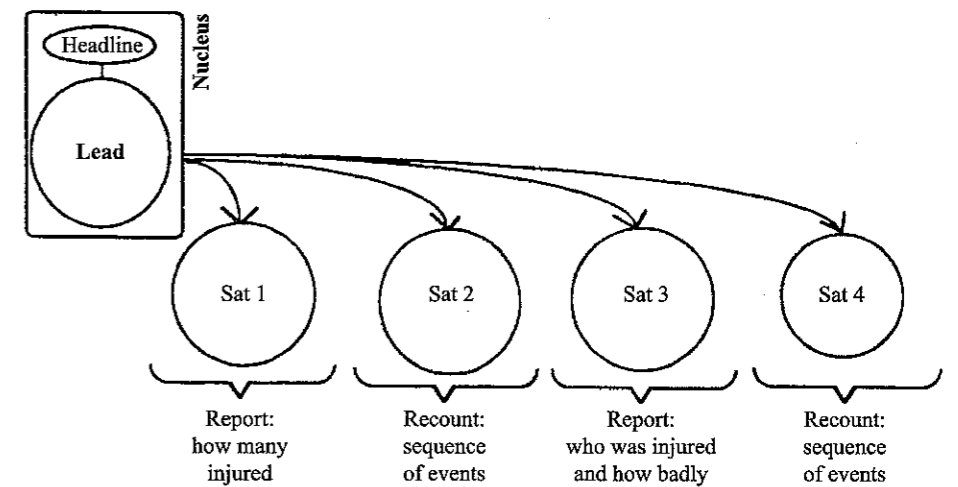 Headline
Nucleus
Lead
Sat 1
Sat 2
Sat 3
Sat 4
Report:
how many
injured
Recount:
sequence
of events
Report:
who was injured
and how badly
Recount:
sequence
of events